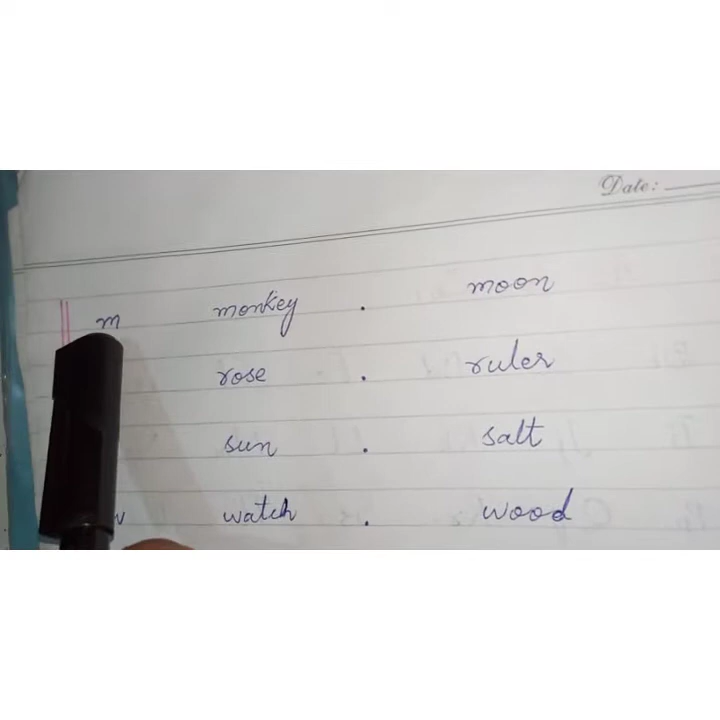 Date:
m monkey . moon
rose . ruler
sun . salt
w watch . wood